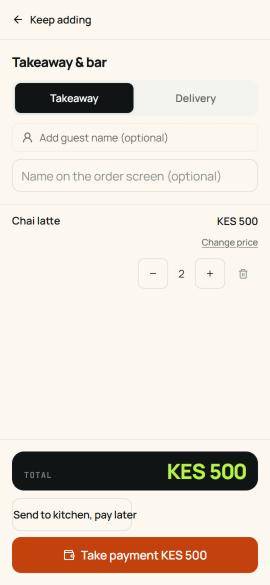 Keep adding
Takeaway & bar
Takeaway
Delivery
Add guest name (optional)
Name on the order screen (optional)
Chai latte
KES 500
Change price
− 2 +
TOTAL
KES 500
Send to kitchen, pay later
Take payment KES 500